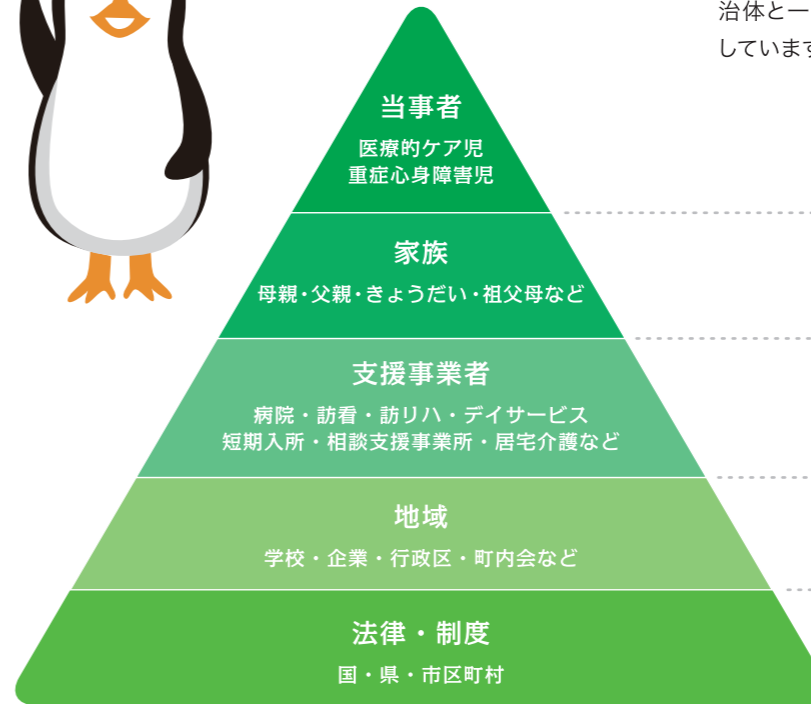 治体と一
しています
当事者
医療的ケア児
重症心身障害児
家族
母親・父親・きょうだい・祖父母など
支援事業者
病院・訪看・訪リハ・デイサービス
短期入所・相談支援事業所・居宅介護など
地域
学校・企業・行政区・町内会など
法律・制度
国・県・市区町村